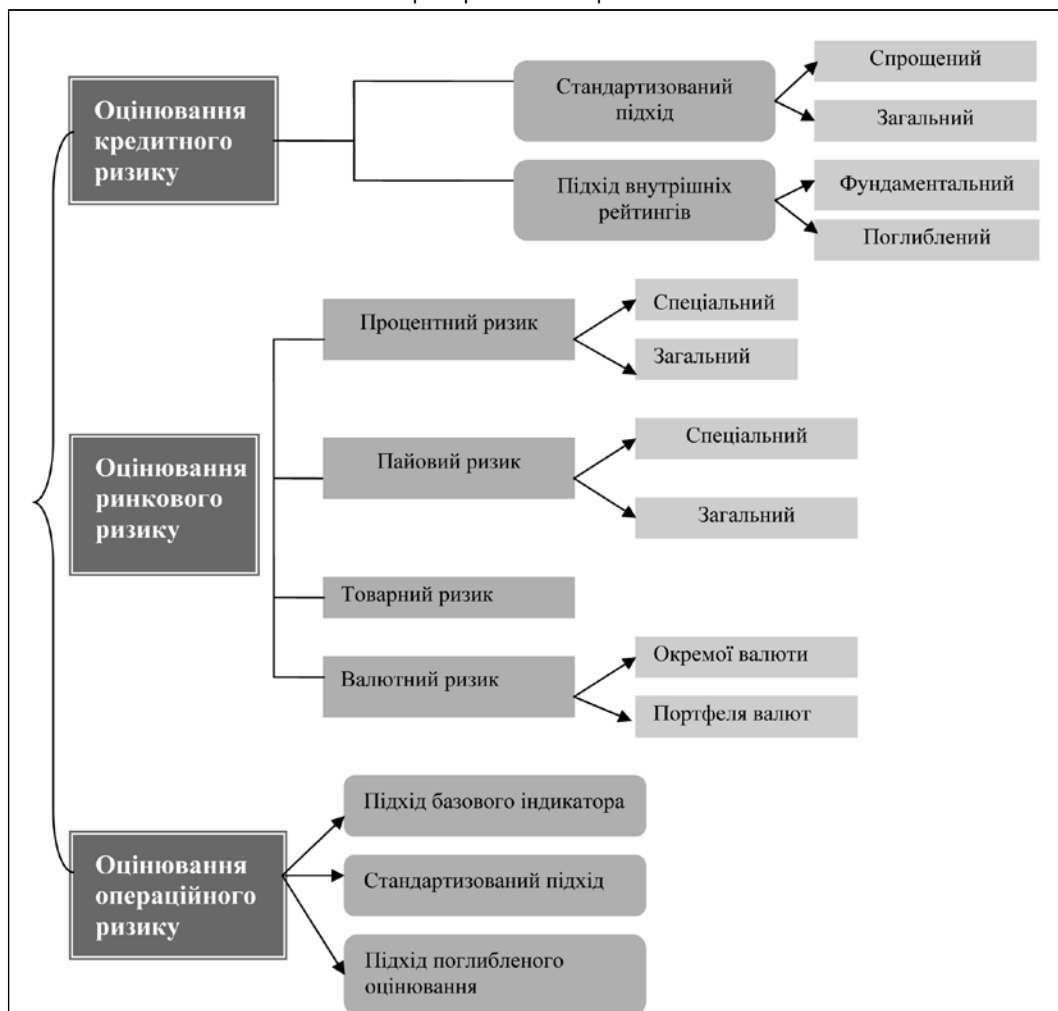 Оцінювання
кредитного
ризику
Стандартизований
підхід
Спрощений
Загальний
Підхід внутрішніх
рейтингів
Фундаментальний
Поглиблений
Оцінювання
ринкового
ризику
Процентний ризик
Спеціальний
Загальний
Пайовий ризик
Спеціальний
Загальний
Товарний ризик
Валютний ризик
Окремої валюти
Портфеля валют
Оцінювання
операційного
ризику
Підхід базового індикатора
Стандартизований підхід
Підхід поглибленого
оцінювання